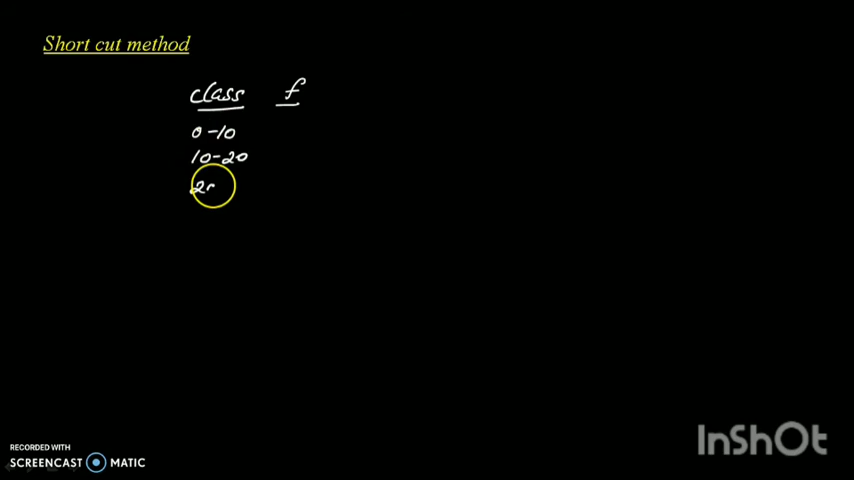 Short cut method
class f
0-10
10-20
RECORDED WITH
SCREENCAST MATIC
InShOt